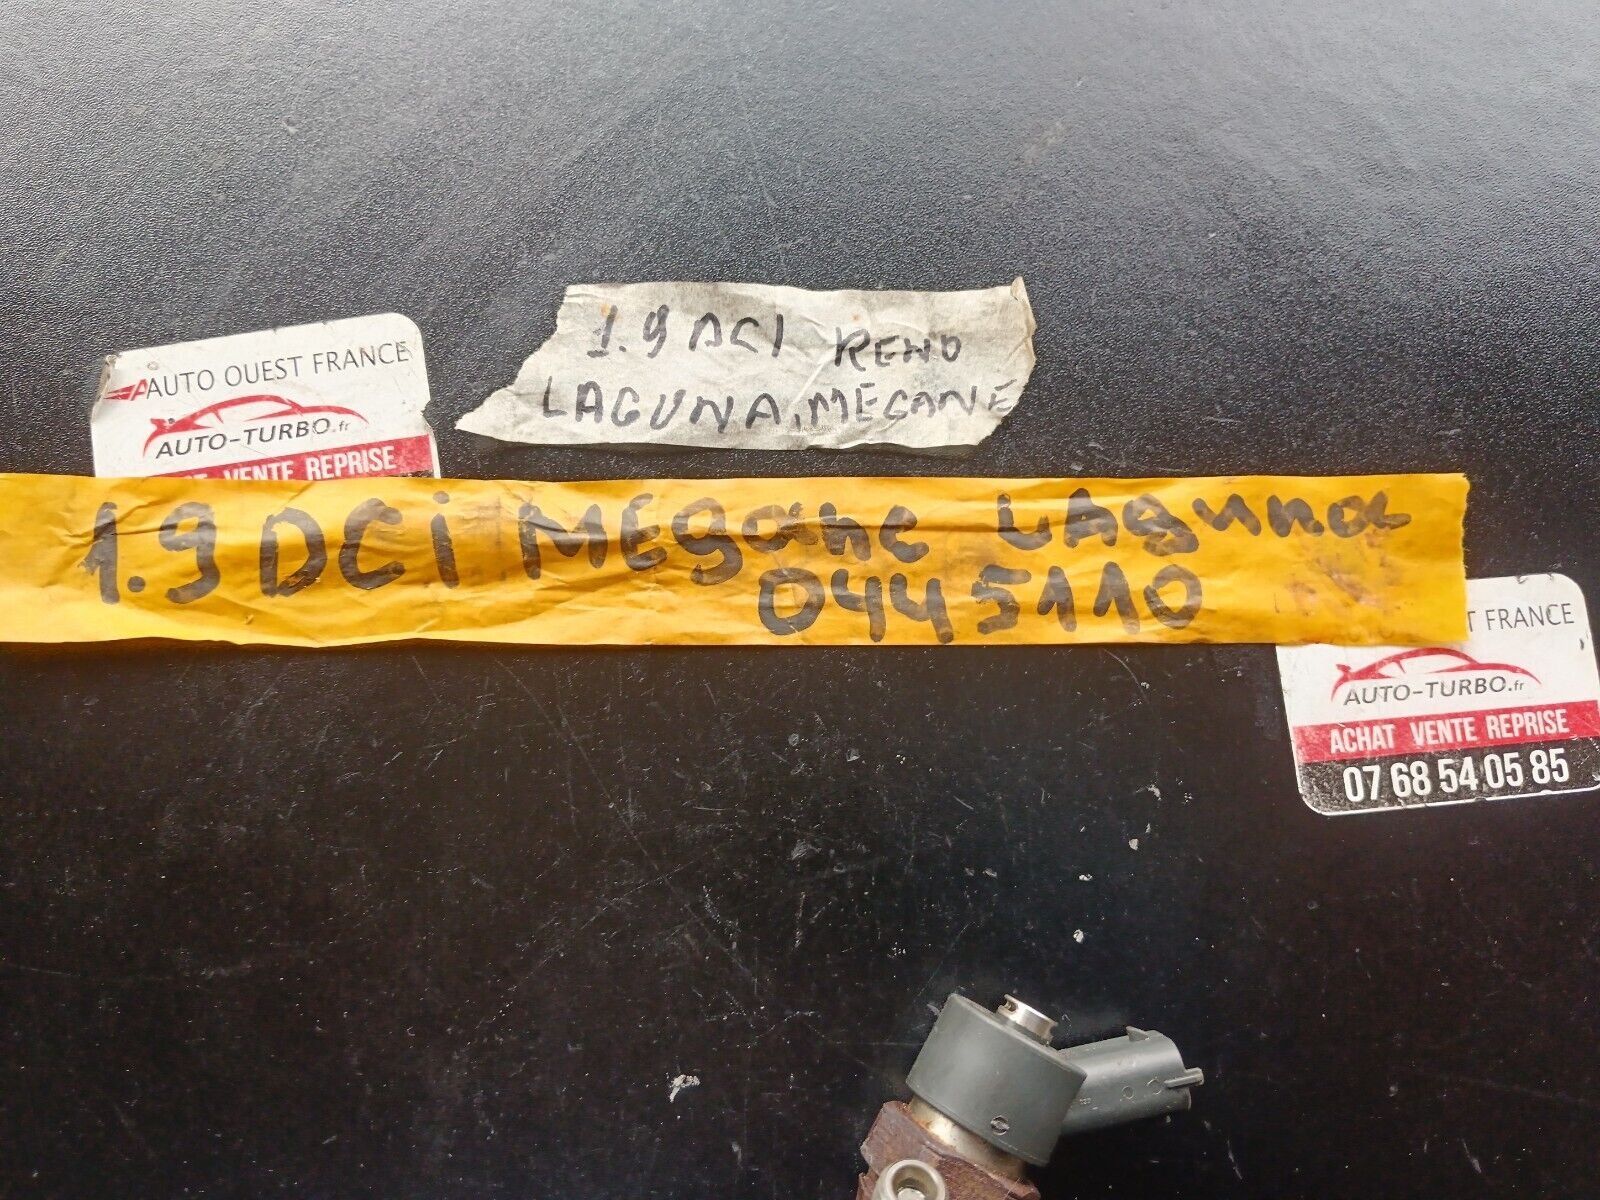 1.9 DCI RENO
LAGUNA, MEGANE
AUTO OUEST FRANCE
AUTO-TURBO.fr
VENTE REPRISE
1.9 DCi MEgane LAguna
0445110
FRANCE
AUTO-TURBO.fr
ACHAT VENTE REPRISE
07 68 54 05 85